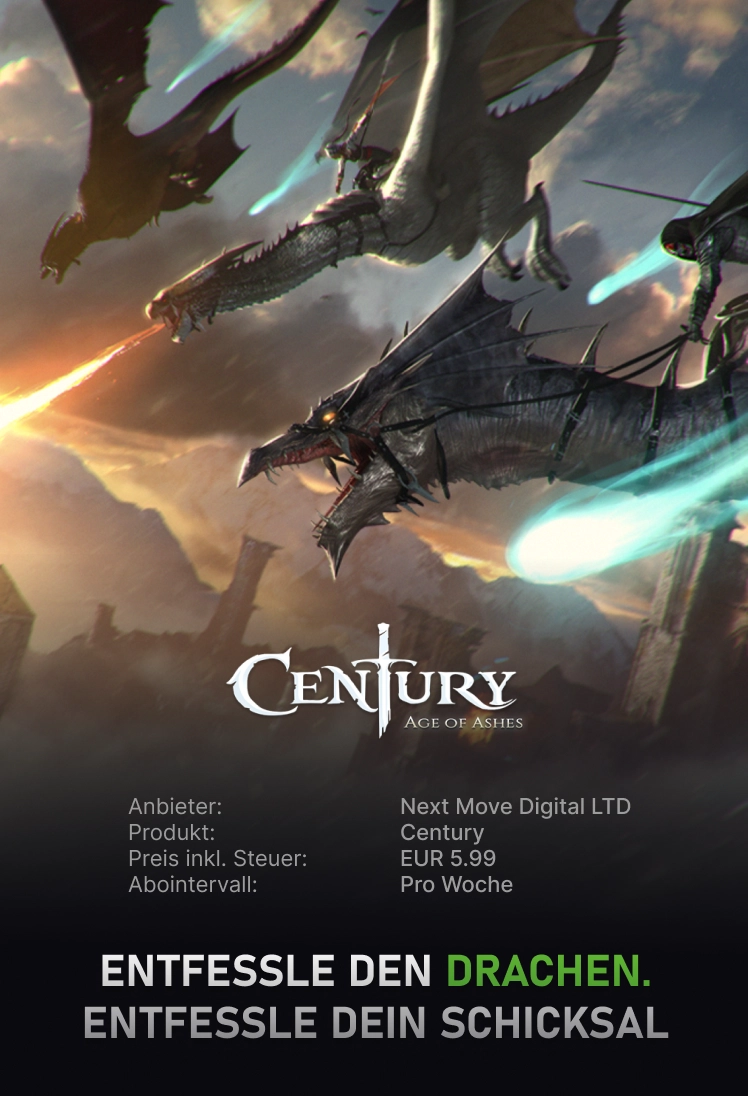 CENTURY
AGE OF ASHES
Anbieter: Next Move Digital LTD
Produkt: Century
Preis inkl. Steuer: EUR 5.99
Abointervall: Pro Woche
ENTFESSLE DEN DRACHEN.
ENTFESSLE DEIN SCHICKSAL